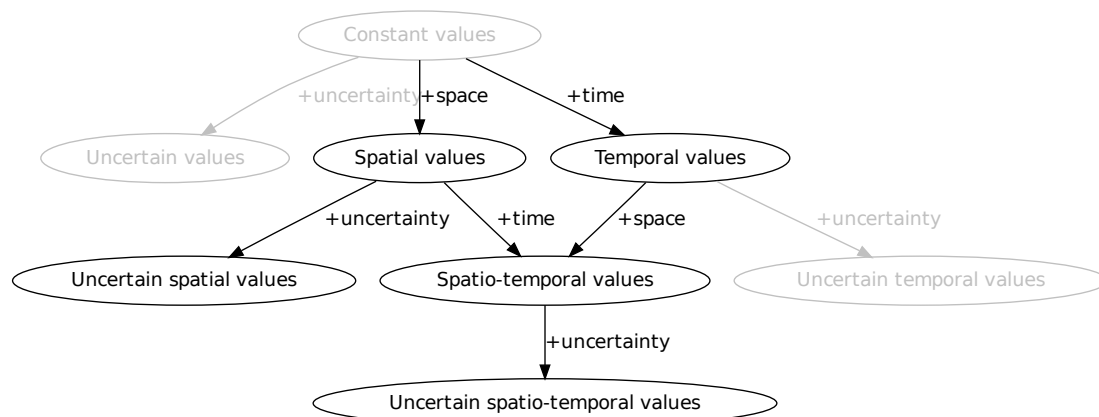 Constant values
+uncertainty
+space
+time
Uncertain values
Spatial values
Temporal values
+uncertainty
+time
+space
+uncertainty
Uncertain spatial values
Spatio-temporal values
Uncertain temporal values
+uncertainty
Uncertain spatio-temporal values